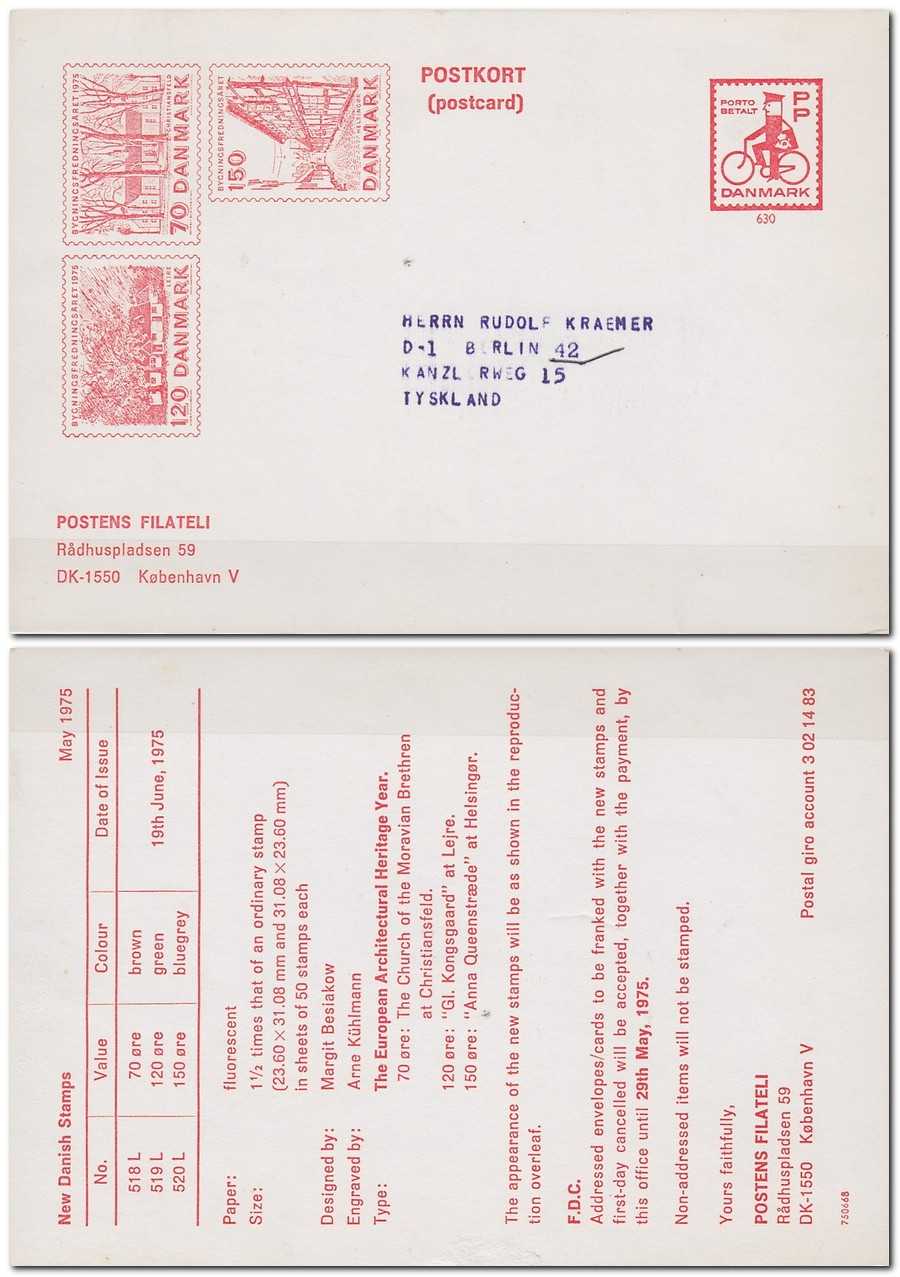 POSTKORT
(postcard)
BYGNINGSFREDNINGSÅRET 1975
CHRISTIANSFELD
70 DANMARK
BYGNINGSFREDNINGSÅRET
HELSINGØR
150
DANMARK
BYGNINGSFREDNINGSÅRET 1975
LEJRE
120 DANMARK
PORTO
BETALT
PP
DANMARK
630
HERRN RUDOLF KRAEMER
D-1 BERLIN 42
KANZLERWEG 15
TYSKLAND
POSTENS FILATELI
Rådhuspladsen 59
DK-1550 København V
New Danish Stamps May 1975
No. Value Colour Date of Issue
518 L 70 øre brown
519 L 120 øre green 19th June, 1975
520 L 150 øre bluegrey
Paper: fluorescent
Size: 1½ times that of an ordinary stamp
(23.60 × 31.08 mm and 31.08 × 23.60 mm)
in sheets of 50 stamps each
Designed by: Margit Besiakow
Engraved by: Arne Kühlmann
Type: The European Architectural Heritage Year.
70 øre: The Church of the Moravian Brethren
at Christiansfeld.
120 øre: "Gl. Kongsgaard" at Lejre.
150 øre: "Anna Queenstræde" at Helsingør.
The appearance of the new stamps will be as shown in the reproduc-
tion overleaf.
F.D.C.
Addressed envelopes/cards to be franked with the new stamps and
first-day cancelled will be accepted, together with the payment, by
this office until 29th May, 1975.
Non-addressed items will not be stamped.
Yours faithfully,
POSTENS FILATELI
Rådhuspladsen 59
DK-1550 København V Postal giro account 3 02 14 83
750668